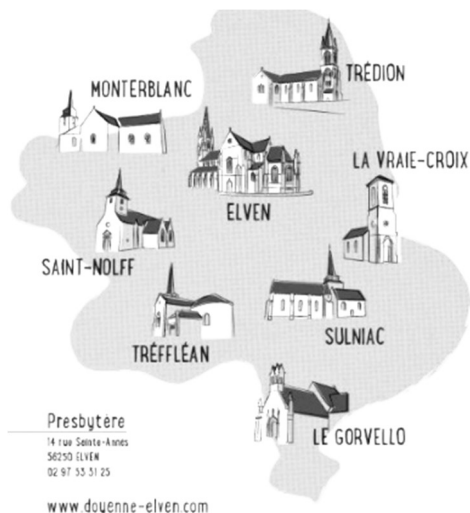 TRÉDION
MONTERBLANC
LA VRAIE-CROIX
ELVEN
SAINT-NOLFF
SULNIAC
TRÉFFLÉAN
LE GORVELLO
Presbytère
14 rue Sainte-Annes
56250 ELVEN
02 97 53 31 25
www.doyenne-elven.com